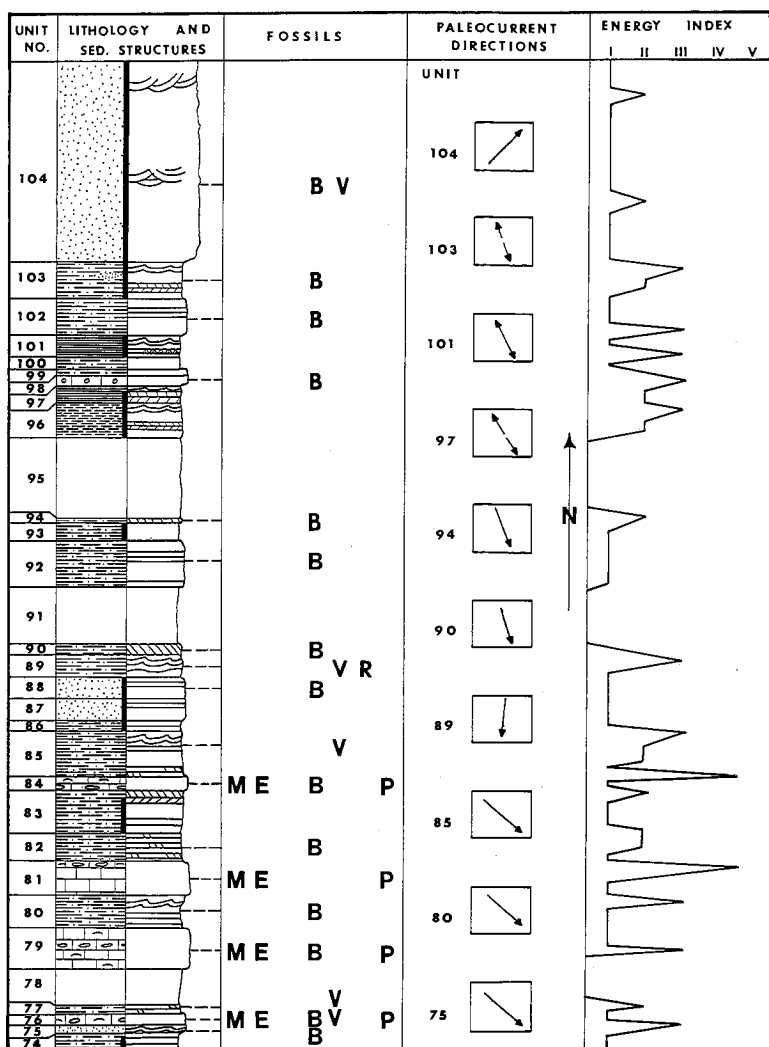 UNIT NO. LITHOLOGY AND SED. STRUCTURES FOSSILS PALEOCURRENT DIRECTIONS ENERGY INDEX
I II III IV V
UNIT
104
104 B V
103
103 B
102 B
101
101
100
99 B
98
97
96
97
95
N
94 B
93
94
92 B
91
90
90 B
89 V R
88 B
87
89
86
85 V
84 M E B P
85
83
82 B
81 M E P
80 B
80
79 M E B P
78
V
77
76 M E B V P
75
75 B
74